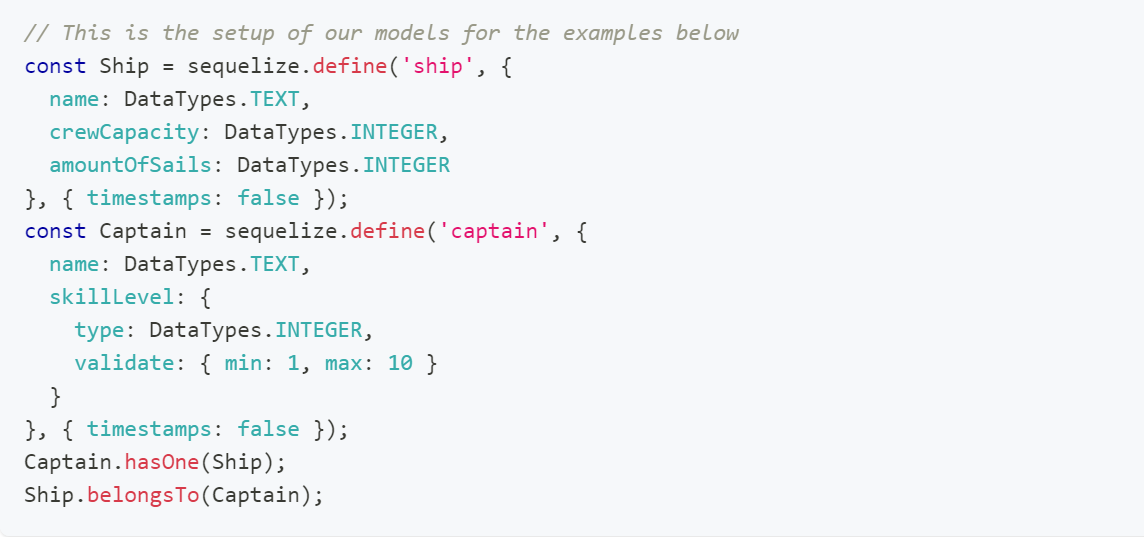 // This is the setup of our models for the examples below
const Ship = sequelize.define('ship', {
  name: DataTypes.TEXT,
  crewCapacity: DataTypes.INTEGER,
  amountOfSails: DataTypes.INTEGER
}, { timestamps: false });
const Captain = sequelize.define('captain', {
  name: DataTypes.TEXT,
  skillLevel: {
    type: DataTypes.INTEGER,
    validate: { min: 1, max: 10 }
  }
}, { timestamps: false });
Captain.hasOne(Ship);
Ship.belongsTo(Captain);